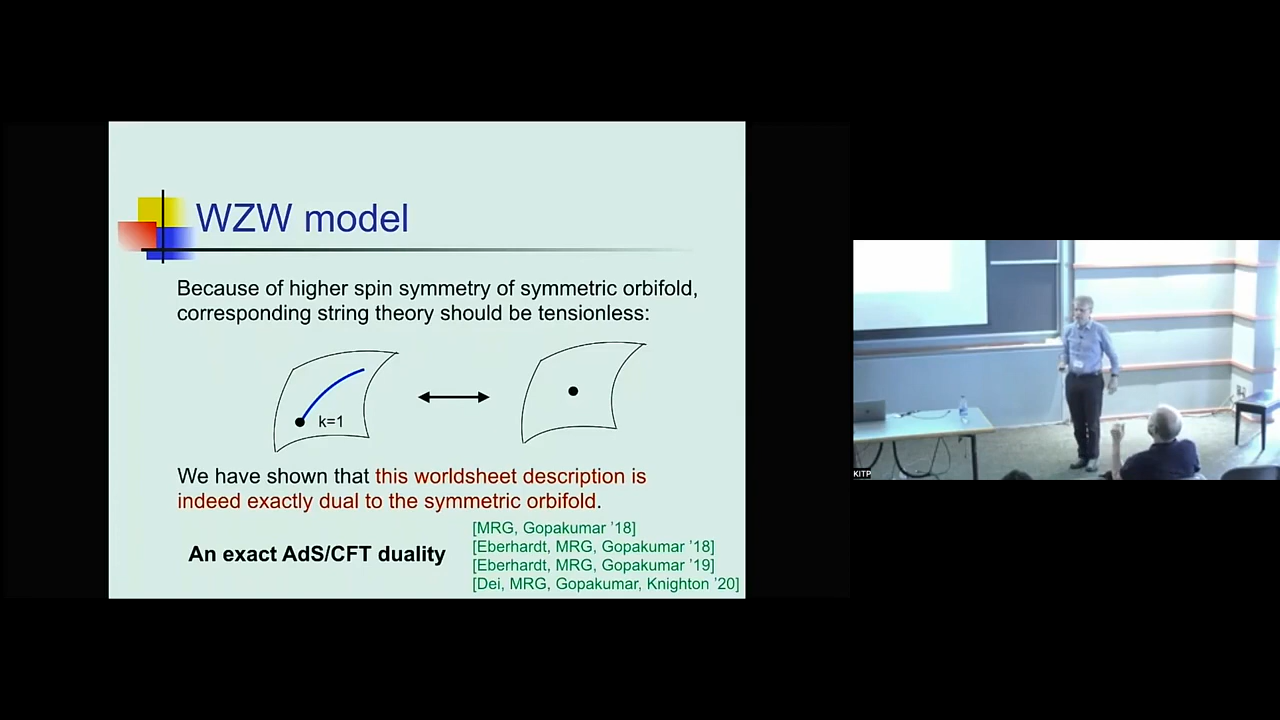 WZW model
Because of higher spin symmetry of symmetric orbifold,
corresponding string theory should be tensionless:
k=1
We have shown that this worldsheet description is
indeed exactly dual to the symmetric orbifold.
An exact AdS/CFT duality
[MRG, Gopakumar '18]
[Eberhardt, MRG, Gopakumar '18]
[Eberhardt, MRG, Gopakumar '19]
[Dei, MRG, Gopakumar, Knighton '20]
KITP